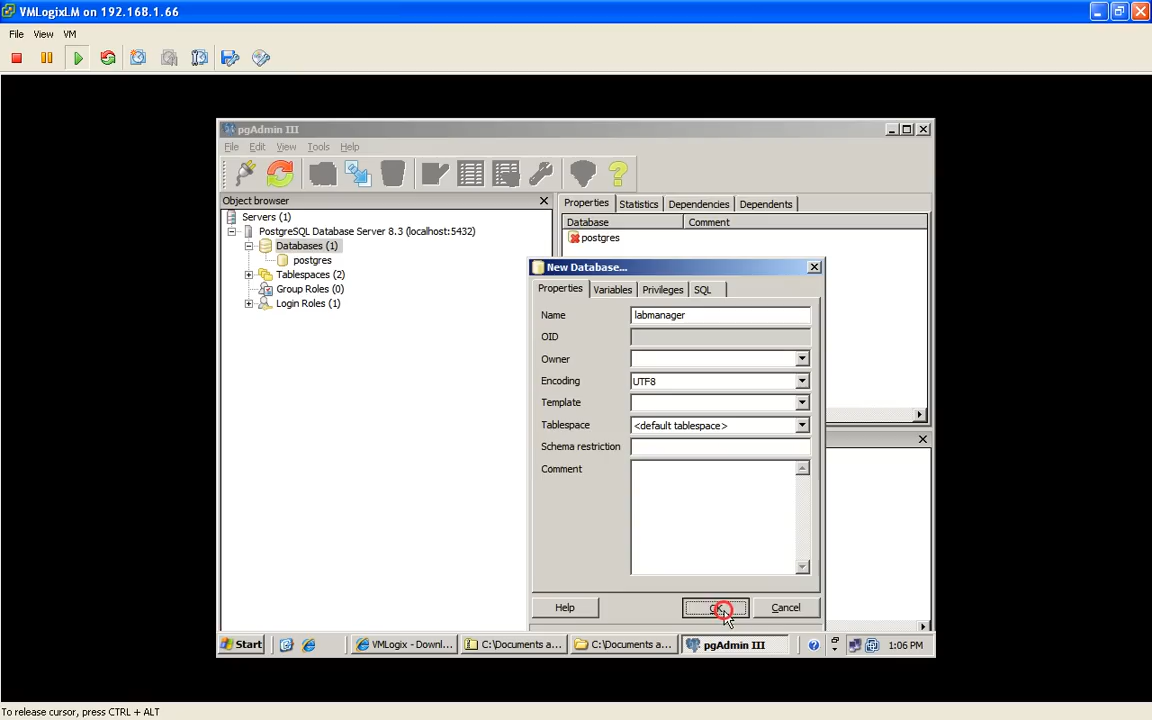 VMLogixLM on 192.168.1.66
File View VM
pgAdmin III
File Edit View Tools Help
Object browser
Servers (1)
PostgreSQL Database Server 8.3 (localhost:5432)
Databases (1)
postgres
Tablespaces (2)
Group Roles (0)
Login Roles (1)
Properties Statistics Dependencies Dependents
Database Comment
postgres
New Database...
Properties Variables Privileges SQL
Name labmanager
OID
Owner
Encoding UTF8
Template
Tablespace <default tablespace>
Schema restriction
Comment
Help OK Cancel
Start VMLogix - Downl... C:\Documents a... C:\Documents a... pgAdmin III 1:06 PM
To release cursor, press CTRL + ALT